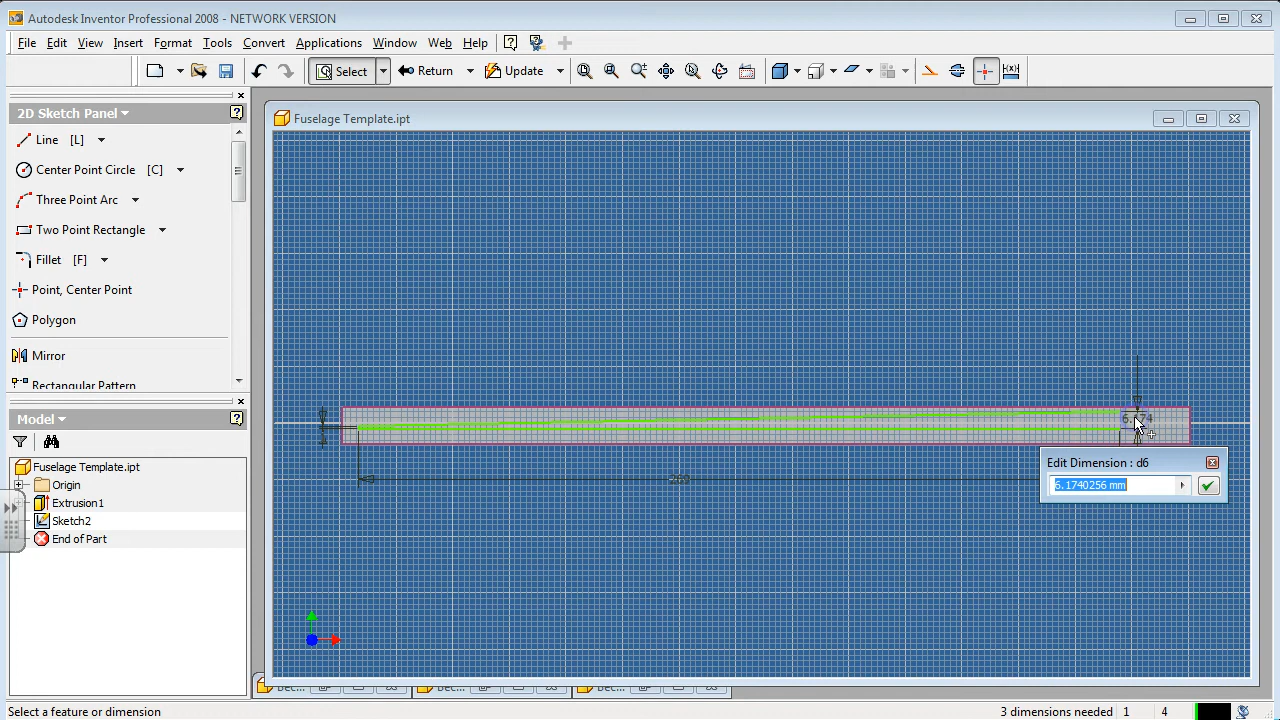 Autodesk Inventor Professional 2008 - NETWORK VERSION
File Edit View Insert Format Tools Convert Applications Window Web Help
Select Return Update
2D Sketch Panel
Line [L]
Center Point Circle [C]
Three Point Arc
Two Point Rectangle
Fillet [F]
Point, Center Point
Polygon
Mirror
Rectangular Pattern
Model
Fuselage Template.ipt
Origin
Extrusion1
Sketch2
End of Part
Fuselage Template.ipt
Edit Dimension : d6
6.1740256 mm
Select a feature or dimension
3 dimensions needed 1 4